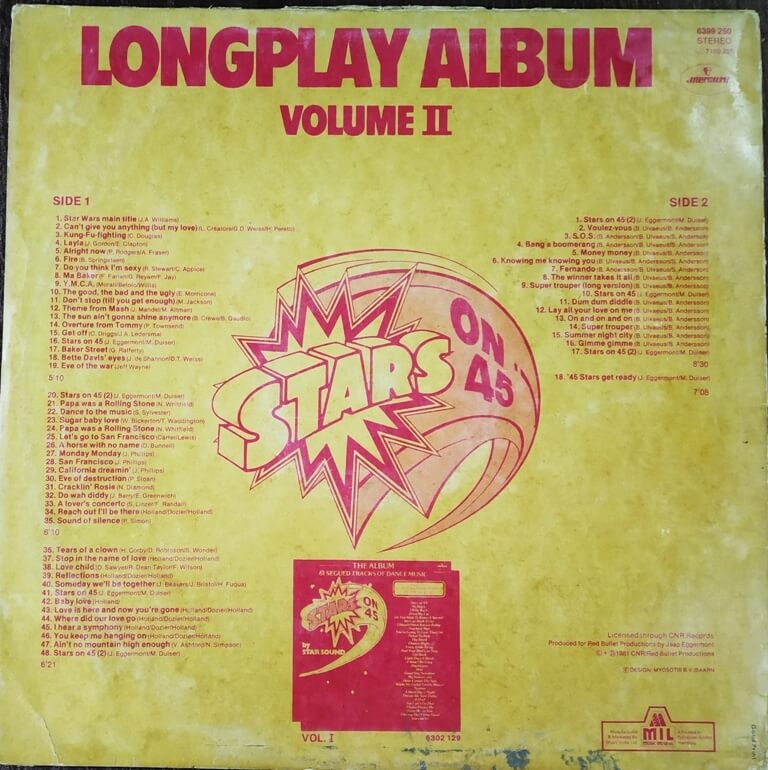 LONGPLAY ALBUM
VOLUME II
6399 250
STEREO
mercury
SIDE 1
1. Star Wars main title (J.A. Williams)
2. Can't give you anything (but my love) (L. Creatore/G.D. Weiss/H. Peretti)
3. Kung-Fu-fighting (C. Douglas)
4. Layla (J. Gordon/E. Clapton)
5. Alright now (P. Rodgers/A. Fraser)
6. Fire (B. Springsteen)
7. Do you think I'm sexy (R. Stewart/C. Appice)
8. Ma Baker (F. Farian/G. Reyam/F. Jay)
9. Y.M.C.A. (Morali/Belolo/Willis)
10. The good, the bad and the ugly (E. Morricone)
11. Don't stop (till you get enough) (M. Jackson)
12. Theme from Mash (J. Mandel/M. Altman)
13. The sun ain't gonna shine anymore (B. Crewe/B. Gaudio)
14. Overture from Tommy (P. Townsend)
15. Get off (C. Driggs/J.A. Ledesma)
16. Stars on 45 (J. Eggermont/M. Duiser)
17. Baker Street (G. Rafferty)
18. Bette Davis' eyes (J. de Shannon/D.T. Weiss)
19. Eve of the war (Jeff Wayne)
5'10
20. Stars on 45 (2) (J. Eggermont/M. Duiser)
21. Papa was a Rolling Stone (N. Whitfield)
22. Dance to the music (S. Sylvester)
23. Sugar baby love (W. Bickerton/T. Waddington)
24. Papa was a Rolling Stone (N. Whitfield)
25. Let's go to San Francisco (Carter/Lewis)
26. A horse with no name (D. Bunnell)
27. Monday Monday (J. Phillips)
28. San Francisco (J. Phillips)
29. California dreamin' (J. Phillips)
30. Eve of destruction (P. Sloan)
31. Cracklin' Rosie (N. Diamond)
32. Do wah diddy (J. Barry/E. Greenwich)
33. A lover's concerto (S. Linzer/F. Randall)
34. Reach out I'll be there (Holland/Dozier/Holland)
35. Sound of silence (P. Simon)
6'10
36. Tears of a clown (H. Corby/D. Robinson/S. Wonder)
37. Stop in the name of love (Holland/Dozier/Holland)
38. Love child (D. Sawyer/R. Dean Taylor/F. Wilson)
39. Reflections (Holland/Dozier/Holland)
40. Someday we'll be together (J. Beavers/J. Bristol/H. Fuqua)
41. Stars on 45 (J. Eggermont/M. Duiser)
42. Baby love (Holland)
43. Love is here and now you're gone (Holland/Dozier/Holland)
44. Where did our love go (Holland/Dozier/Holland)
45. I hear a symphony (Holland/Dozier/Holland)
46. You keep me hanging on (Holland/Dozier/Holland)
47. Ain't no mountain high enough (V. Ashford/N. Simpson)
48. Stars on 45 (2) (J. Eggermont/M. Duiser)
6'21
STARS
ON
45
SIDE 2
1. Stars on 45 (2) (J. Eggermont/M. Duiser)
2. Voulez-vous (B. Ulvaeus/B. Andersson)
3. S.O.S. (S. Anderson/B. Ulvaeus/B. Andersson)
4. Bang a boomerang (S. Anderson/B. Ulvaeus/B. Andersson)
5. Money money (B. Ulvaeus/B. Andersson)
6. Knowing me knowing you (S. Anderson/B. Ulvaeus/B. Andersson)
7. Fernando (B. Andersson/S. Anderson/B. Ulvaeus)
8. The winner takes it all (B. Ulvaeus/B. Andersson)
9. Super trouper (long version) (B. Ulvaeus/B. Andersson)
10. Stars on 45 (J. Eggermont/M. Duiser)
11. Dum dum diddle (B. Ulvaeus/B. Andersson)
12. Lay all your love on me (B. Ulvaeus/B. Andersson)
13. On and on and on (B. Ulvaeus/B. Andersson)
14. Super trouper (B. Ulvaeus/B. Andersson)
15. Summer night city (B. Ulvaeus/B. Andersson)
16. Gimme gimme (B. Ulvaeus/B. Andersson)
17. Stars on 45 (2) (J. Eggermont/M. Duiser)
8'30
18. '45 Stars get ready (J. Eggermont/M. Duiser)
7'08
THE ALBUM
SEGUED TRACKS OF DANCE MUSIC
STARS
ON
45
by
STAR SOUND
VOL. I
6302 129
Licensed through CNR Records
Produced for Red Bullet Productions by Jaap Eggermont
© + ℗ 1981 CNR/Red Bullet Productions
© DESIGN: MYOSOTIS B.V. BAARN
MIL